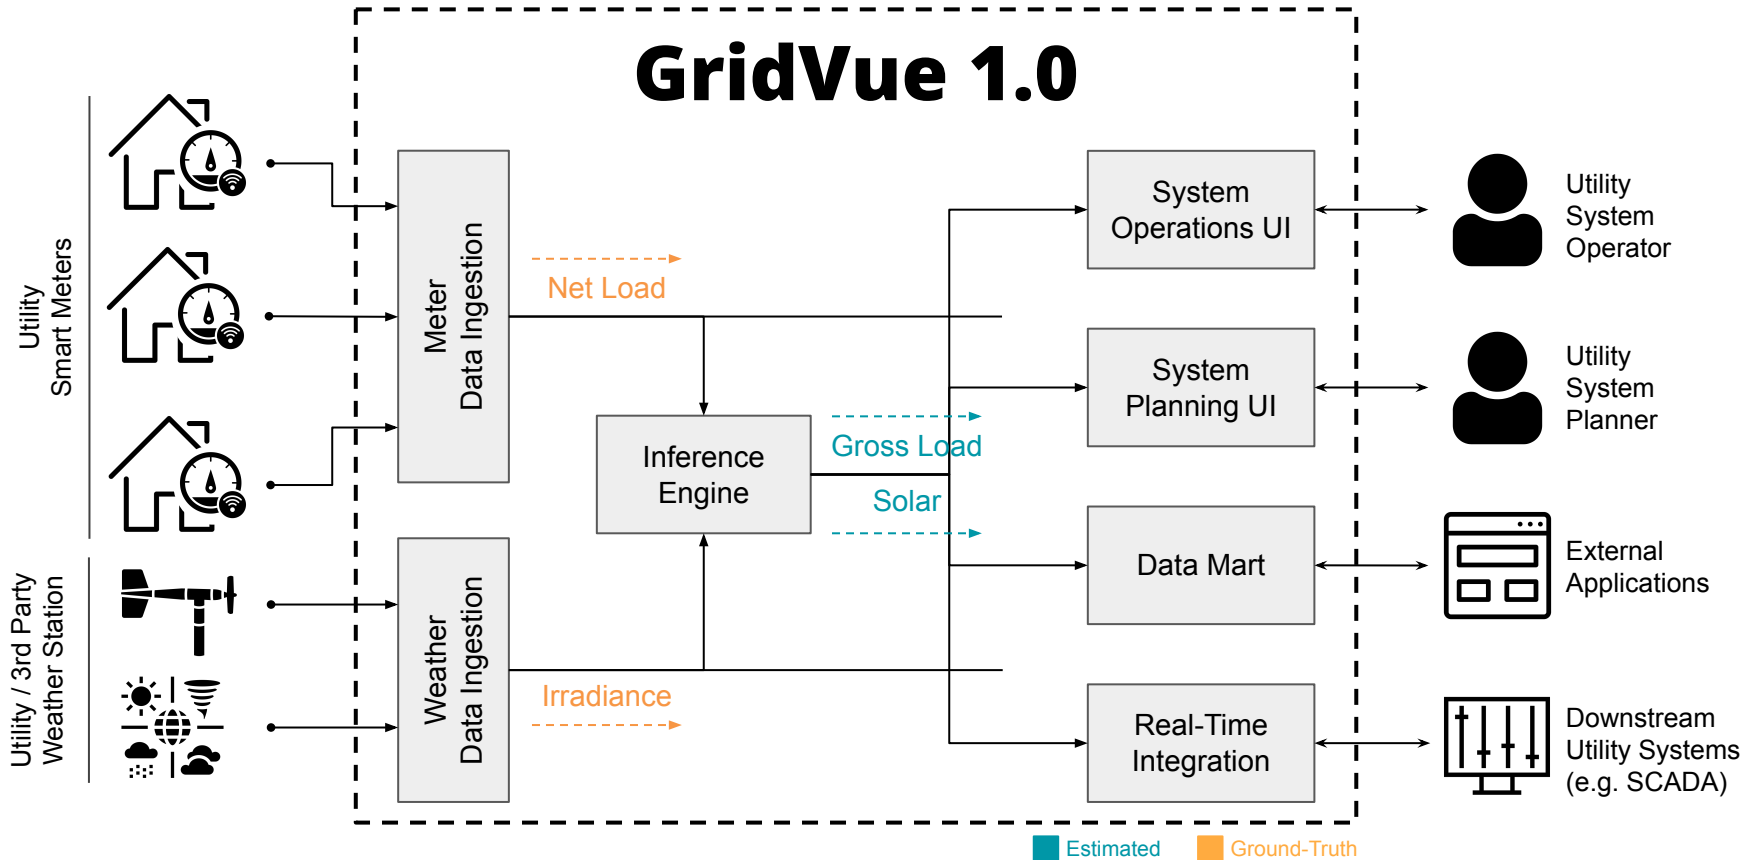 GridVue 1.0
Utility
Smart Meters
Utility / 3rd Party
Weather Station
Meter
Data Ingestion
Weather
Data Ingestion
Net Load
Irradiance
Inference
Engine
Gross Load
Solar
System
Operations UI
System
Planning UI
Data Mart
Real-Time
Integration
Utility
System
Operator
Utility
System
Planner
External
Applications
Downstream
Utility Systems
(e.g. SCADA)
Estimated
Ground-Truth